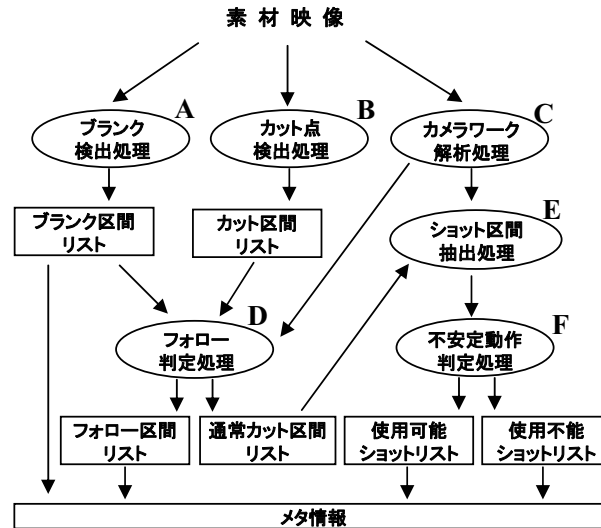 素材映像
A
ブランク
検出処理
B
カット点
検出処理
C
カメラワーク
解析処理
ブランク区間
リスト
カット区間
リスト
E
ショット区間
抽出処理
D
フォロー
判定処理
F
不安定動作
判定処理
フォロー区間
リスト
通常カット区間
リスト
使用可能
ショットリスト
使用不能
ショットリスト
メタ情報